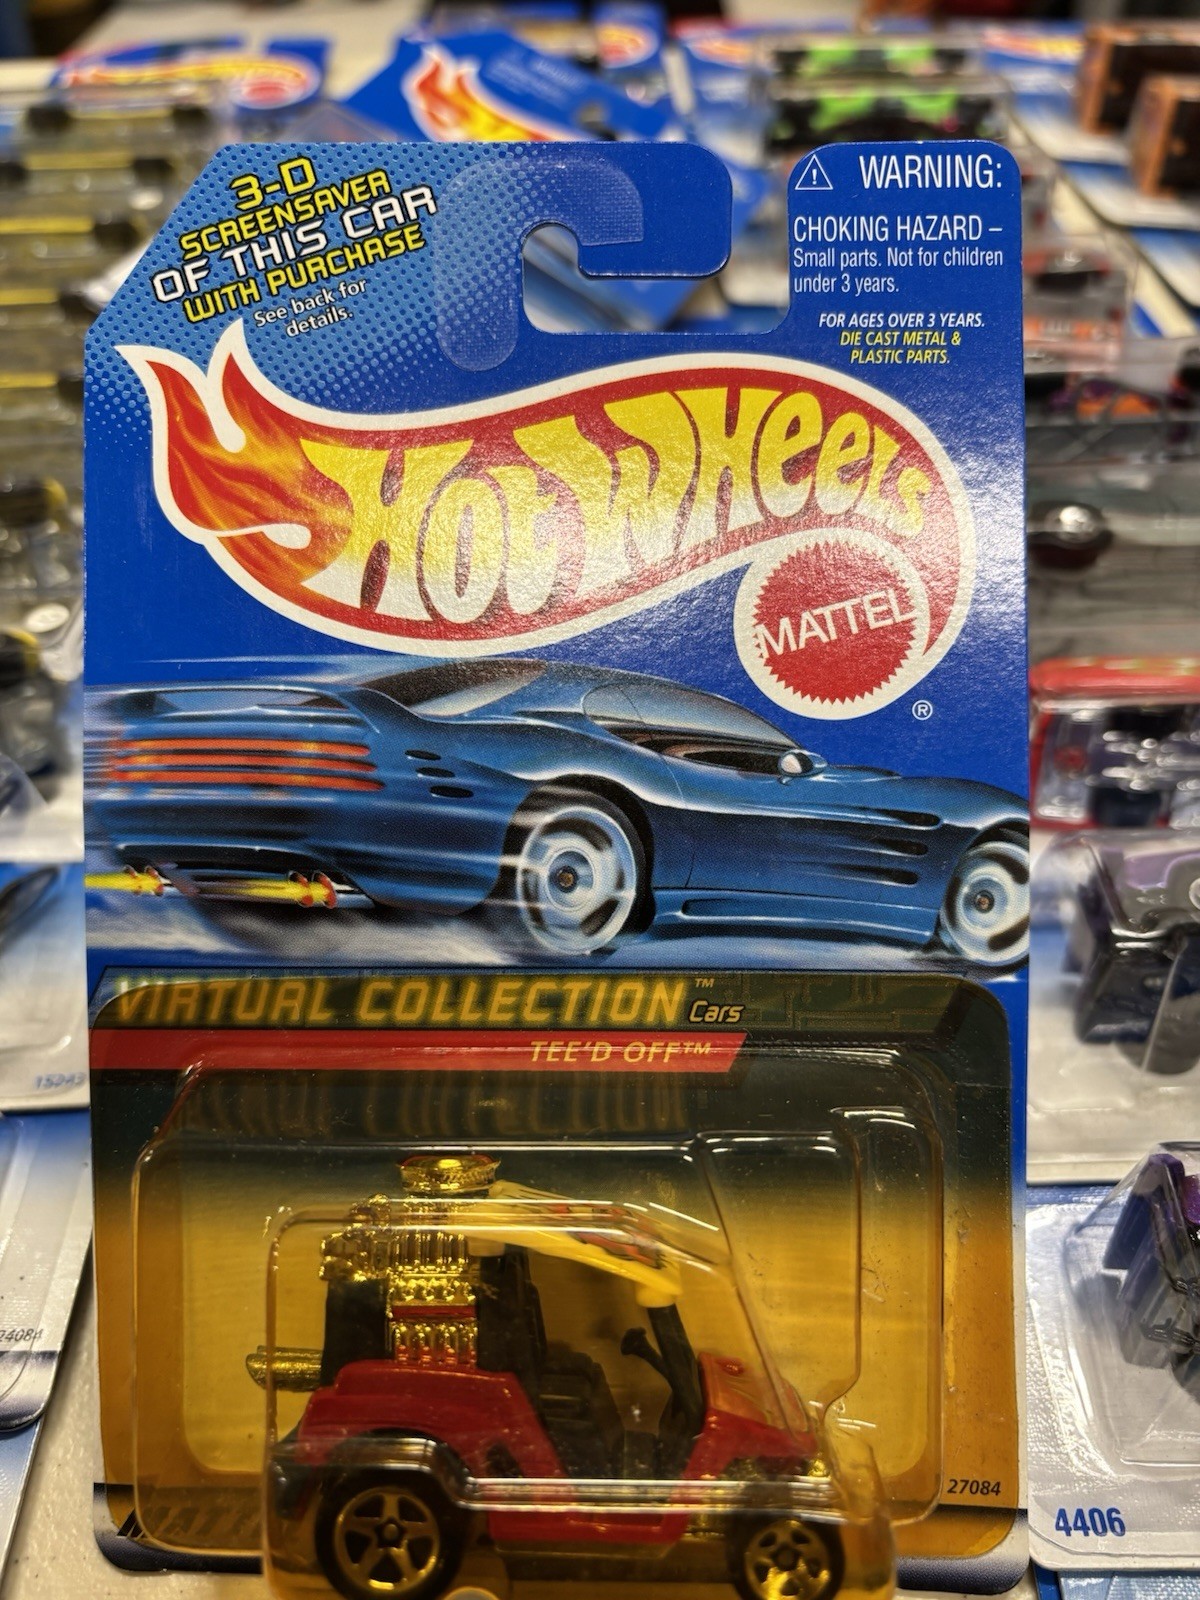 3-D
SCREENSAVER
OF THIS CAR
WITH PURCHASE
See back for
details.
WARNING:
CHOKING HAZARD –
Small parts. Not for children
under 3 years.
FOR AGES OVER 3 YEARS.
DIE CAST METAL &
PLASTIC PARTS.
HOT WHEELS
MATTEL
®
VIRTUAL COLLECTION™ Cars
TEE'D OFF™
27084
4406
24084